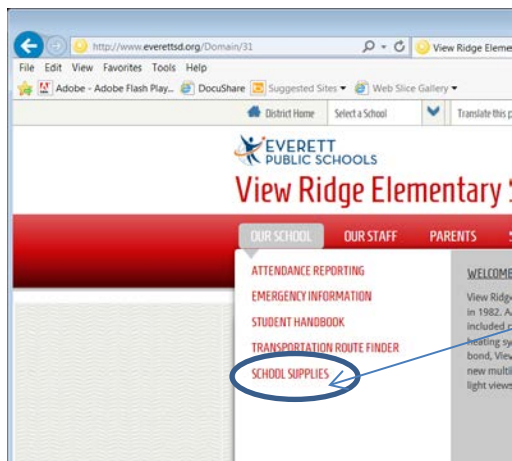 http://www.everettsd.org/Domain/31
View Ridge Eleme
File Edit View Favorites Tools Help
Adobe - Adobe Flash Play... DocuShare Suggested Sites Web Slice Gallery
District Home Select a School Translate this p
EVERETT
PUBLIC SCHOOLS
View Ridge Elementary
OUR SCHOOL OUR STAFF PARENTS
ATTENDANCE REPORTING
EMERGENCY INFORMATION
STUDENT HANDBOOK
TRANSPORTATION ROUTE FINDER
SCHOOL SUPPLIES
WELCOME
View Ridge
in 1982. A
included
heating sy
bond, View
new multi
light views